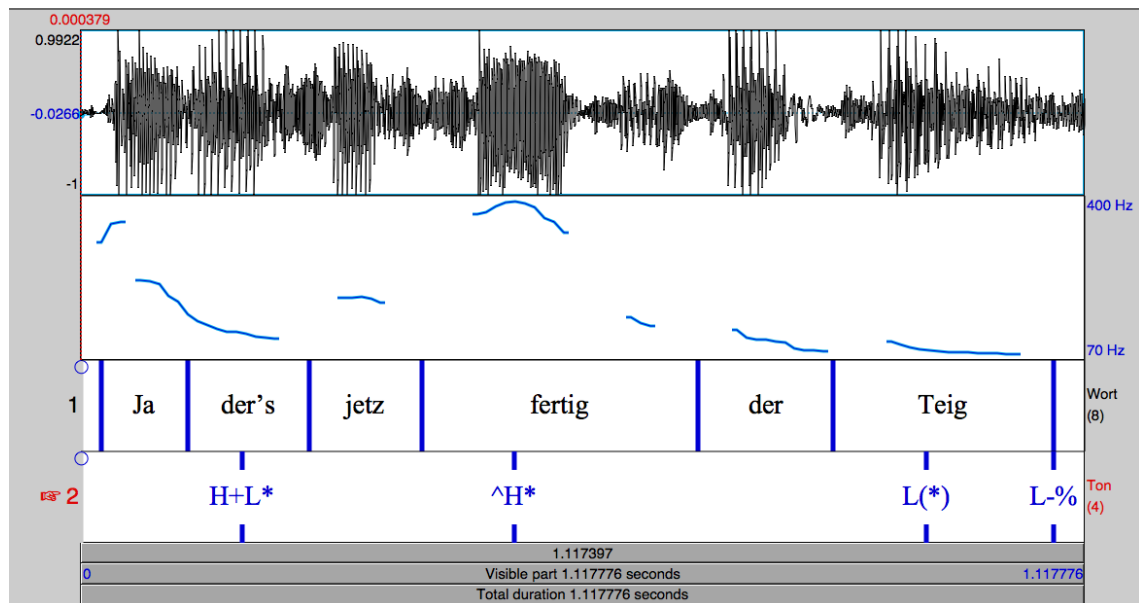 0.000379
0.9922
-0.0266
-1
400 Hz
70 Hz
1 Ja der's jetz fertig der Teig Wort (8)
☞ 2 H+L* ^H* L(*) L-% Ton (4)
1.117397
0 Visible part 1.117776 seconds 1.117776
Total duration 1.117776 seconds